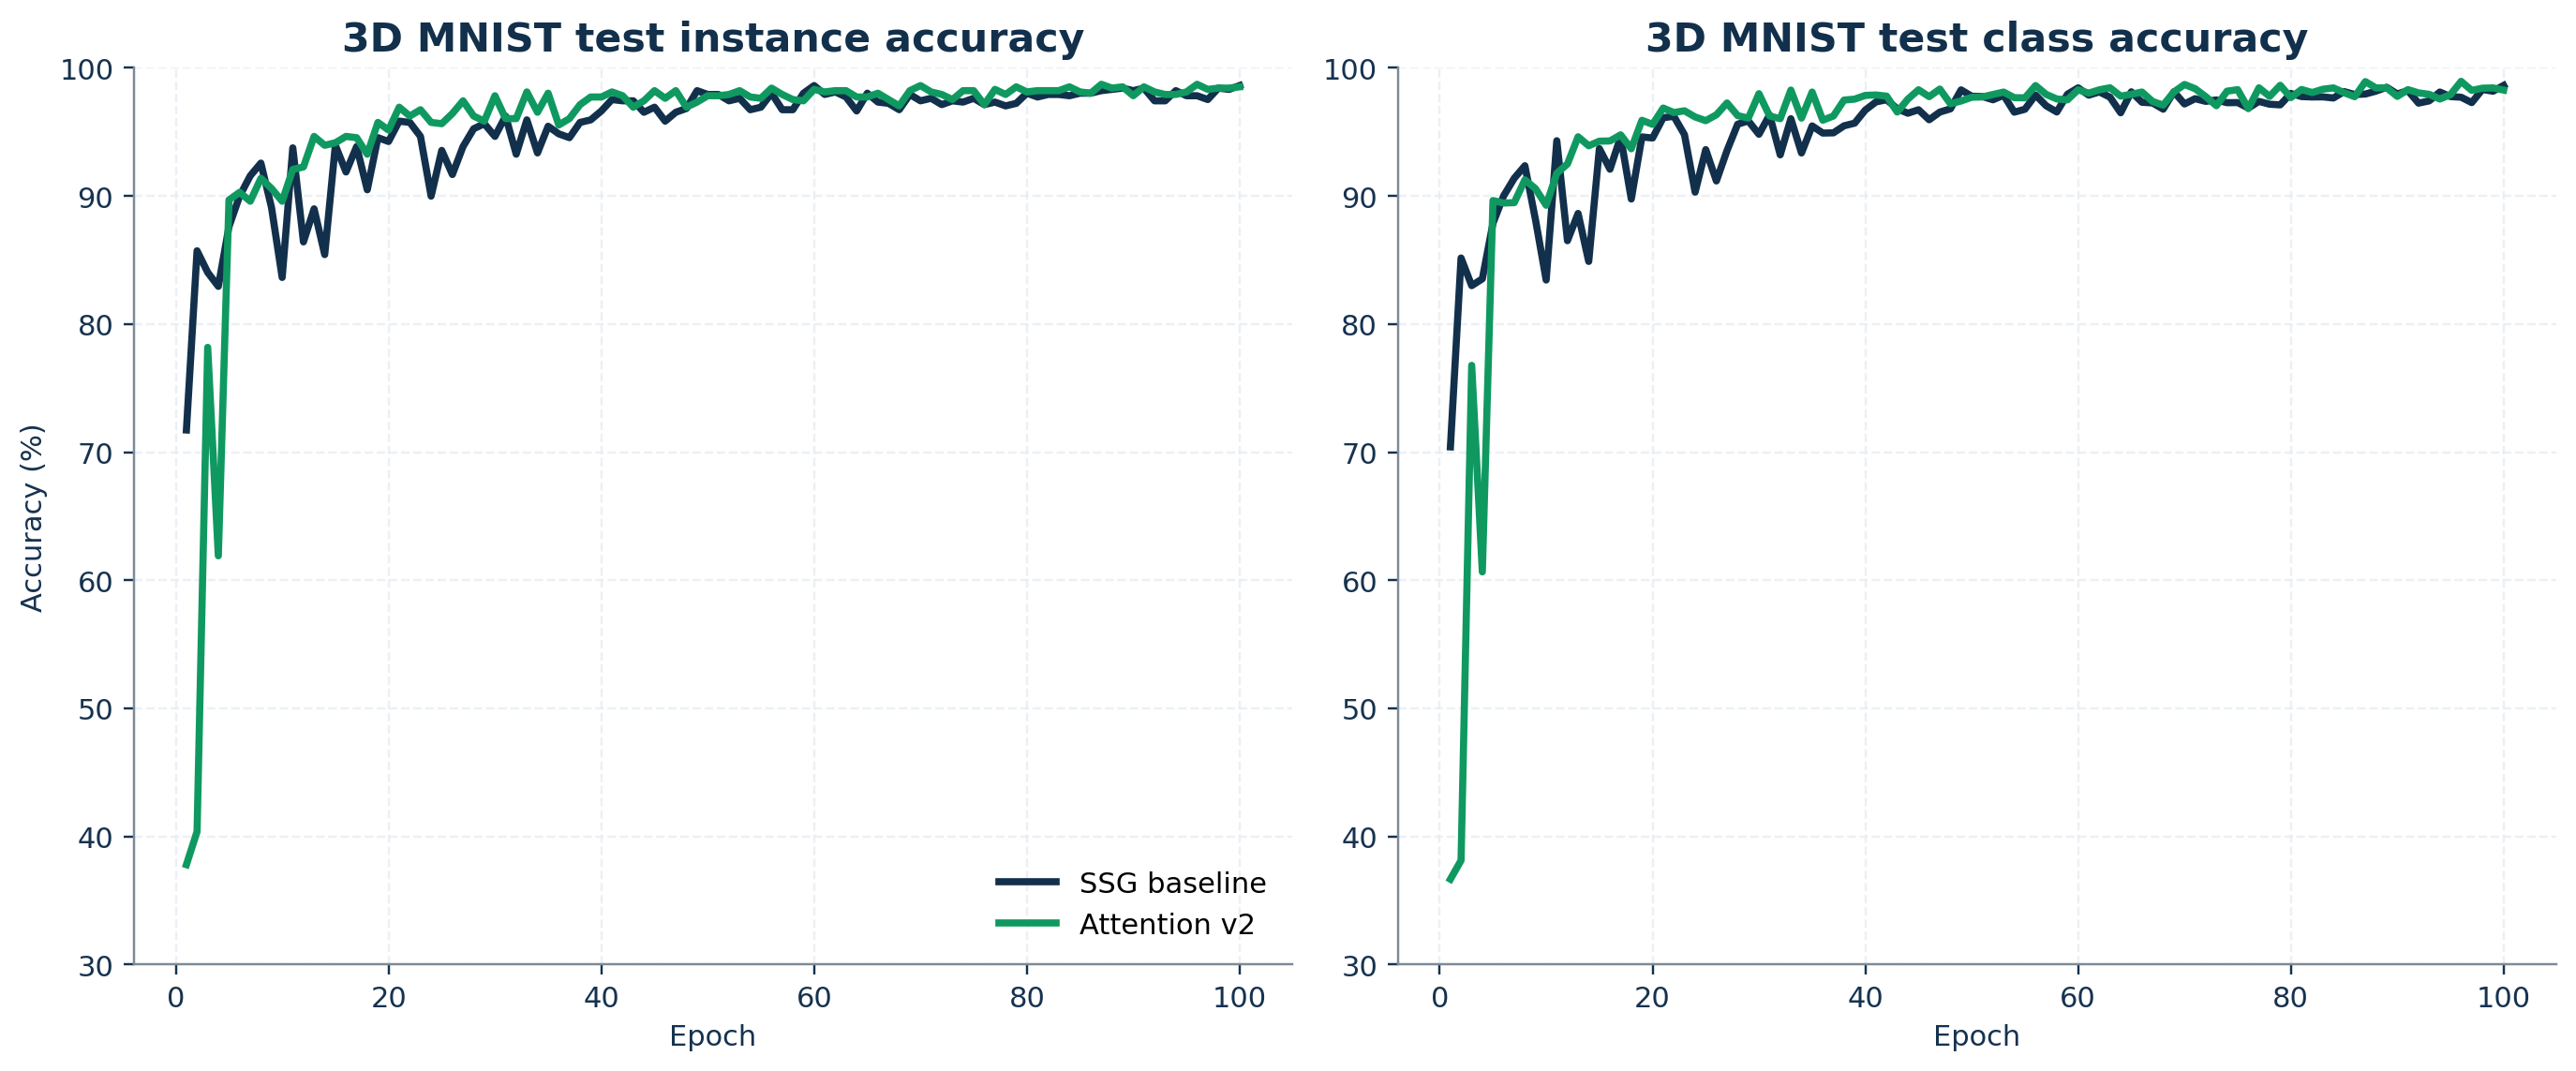 3D MNIST test instance accuracy
100
90
80
70
60
50
40
30
Accuracy (%)
0 20 40 60 80 100
Epoch
SSG baseline
Attention v2
3D MNIST test class accuracy
100
90
80
70
60
50
40
30
0 20 40 60 80 100
Epoch